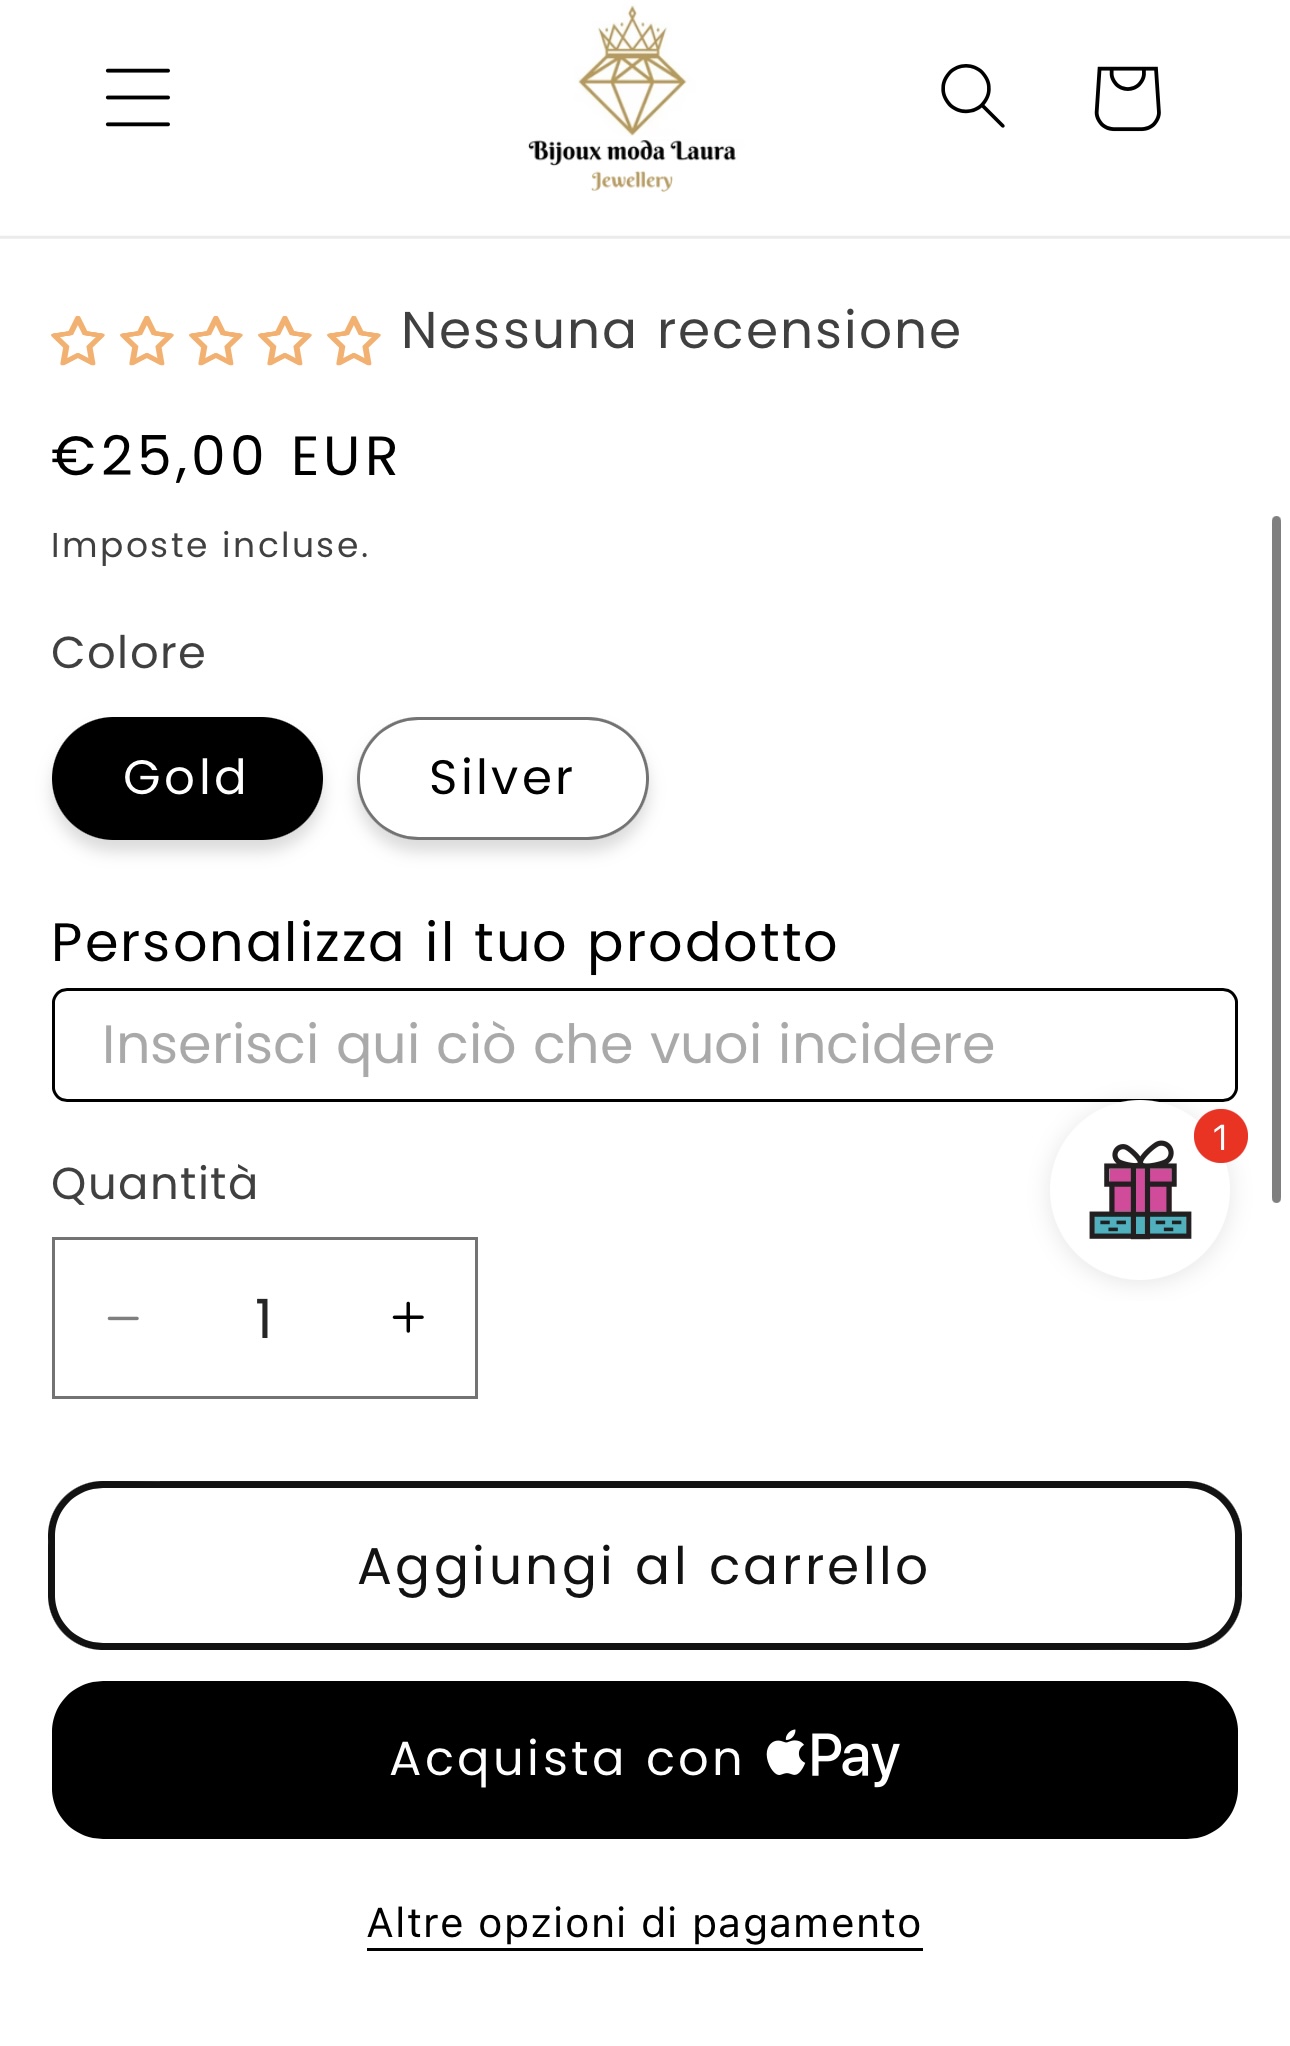 Bijoux moda Laura
Jewellery
Nessuna recensione
€25,00 EUR
Imposte incluse.
Colore
Gold
Silver
Personalizza il tuo prodotto
Inserisci qui ciò che vuoi incidere
1
Quantità
1
Aggiungi al carrello
Acquista con Pay
Altre opzioni di pagamento